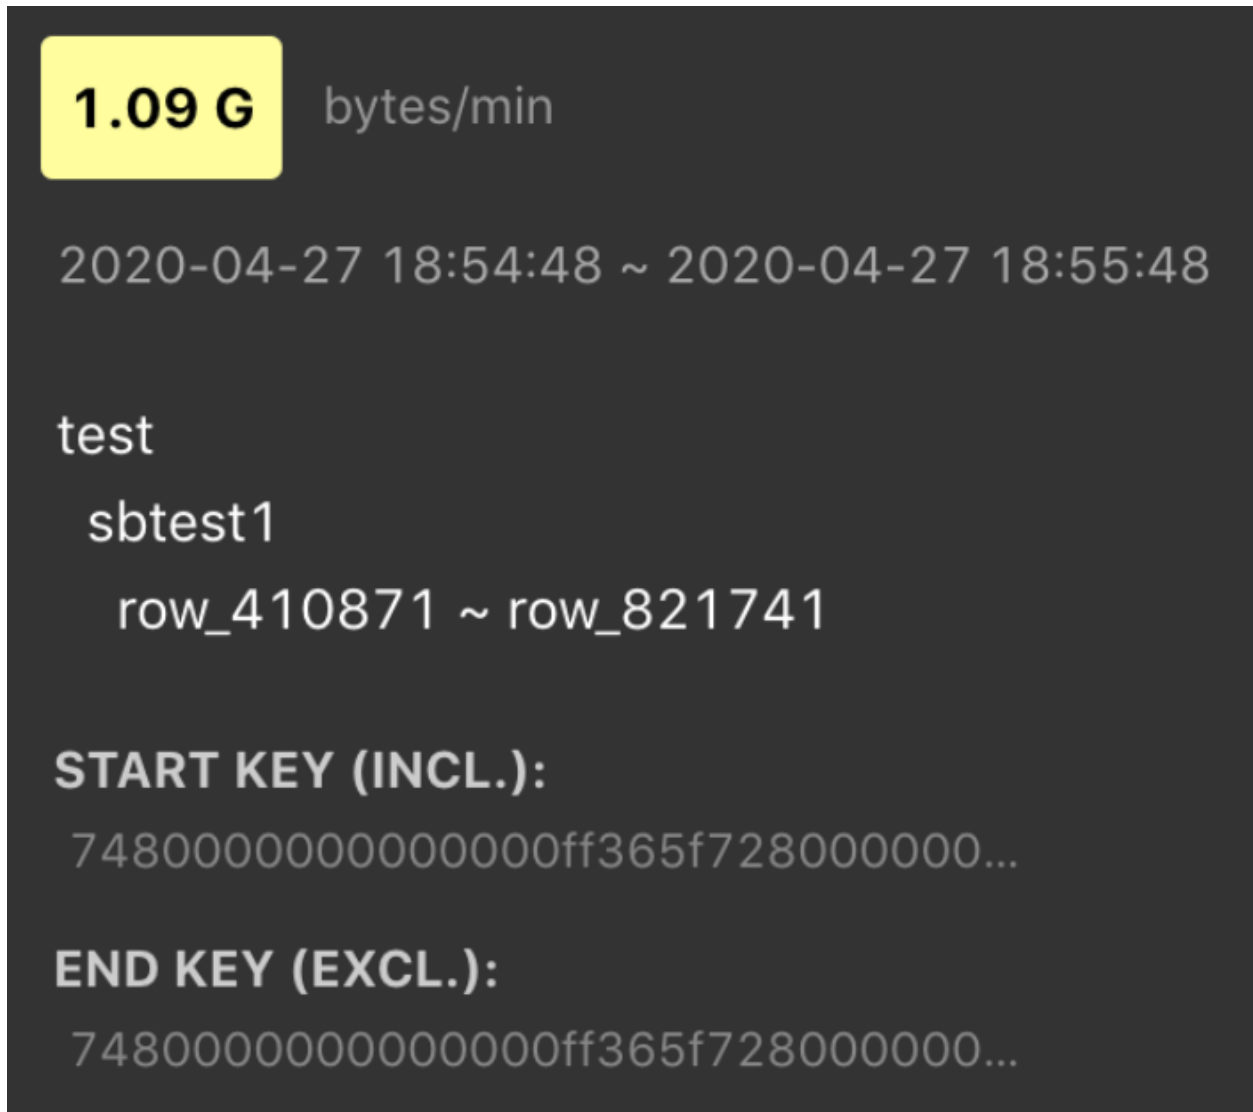 1.09 G bytes/min
2020-04-27 18:54:48 ~ 2020-04-27 18:55:48
test
sbtest1
row_410871 ~ row_821741
START KEY (INCL.):
7480000000000000ff365f728000000...
END KEY (EXCL.):
7480000000000000ff365f728000000...